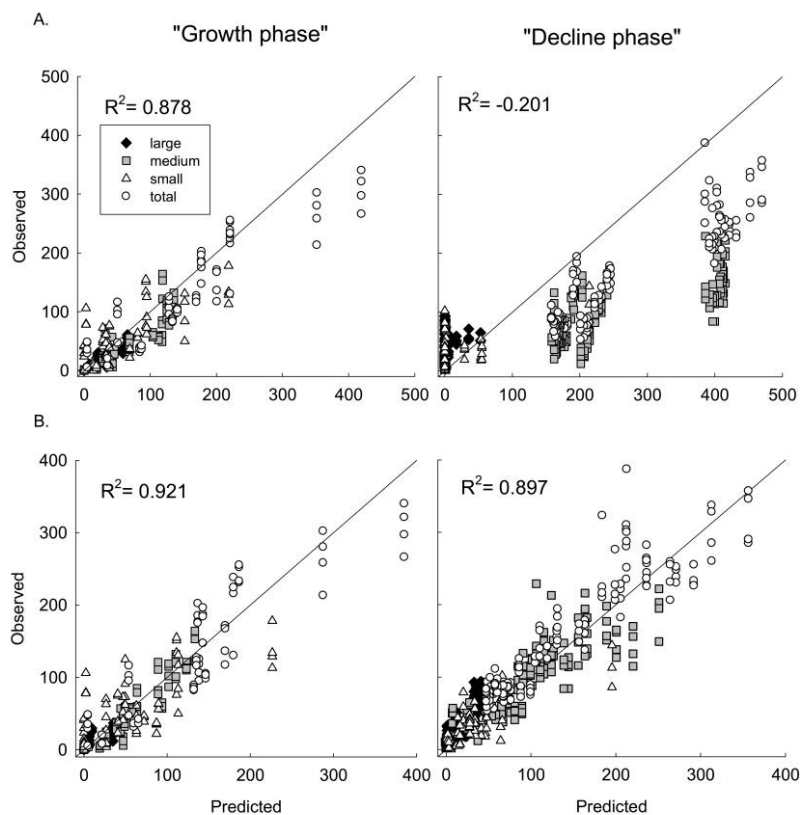 A.
"Growth phase"
"Decline phase"
500
400
300
200
100
0
Observed
R²= 0.878
large
medium
small
total
R²= -0.201
0 100 200 300 400 500
0 100 200 300 400 500
B.
400
300
200
100
0
Observed
R²= 0.921
R²= 0.897
0 100 200 300 400
0 100 200 300 400
Predicted
Predicted